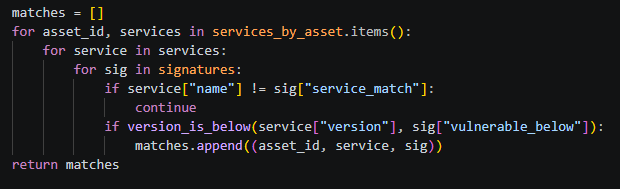 matches = []
for asset_id, services in services_by_asset.items():
    for service in services:
        for sig in signatures:
            if service["name"] != sig["service_match"]:
                continue
            if version_is_below(service["version"], sig["vulnerable_below"]):
                matches.append((asset_id, service, sig))
return matches